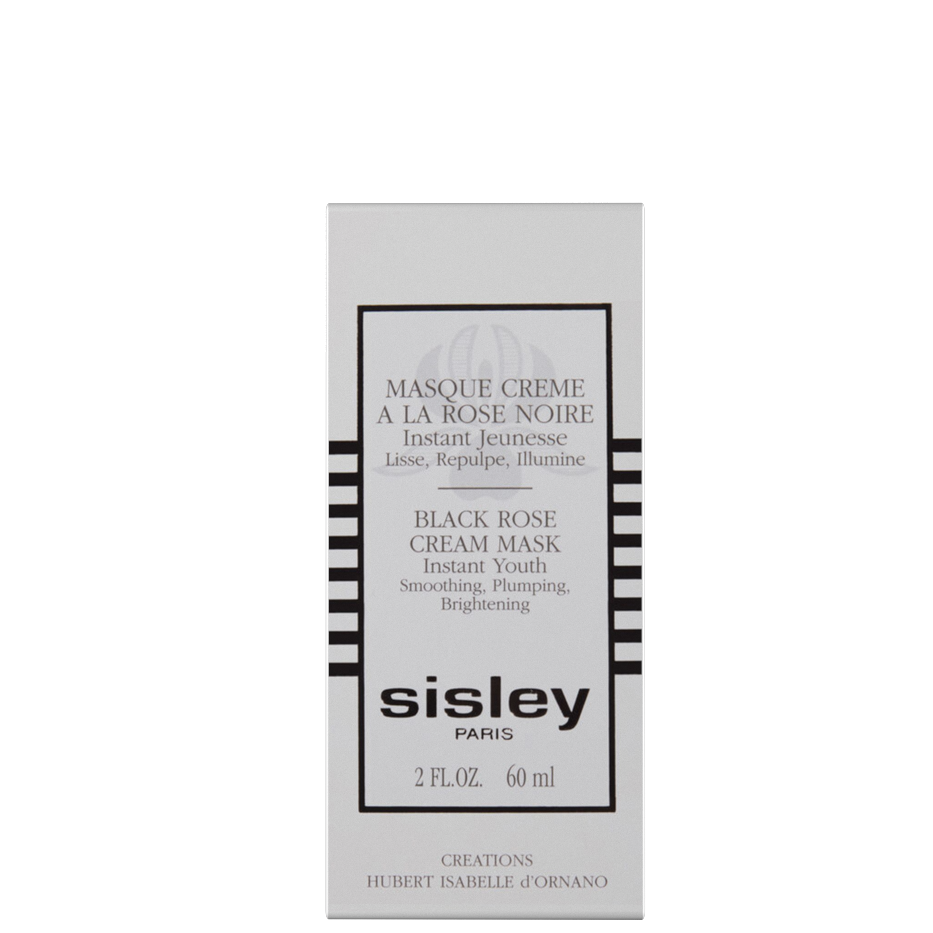 MASQUE CREME
A LA ROSE NOIRE
Instant Jeunesse
Lisse, Repulpe, Illumine
BLACK ROSE
CREAM MASK
Instant Youth
Smoothing, Plumping,
Brightening
sisley
PARIS
2 FL.OZ. 60 ml
CREATIONS
HUBERT ISABELLE d'ORNANO